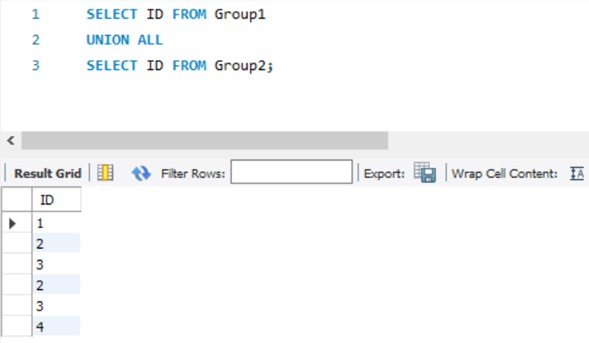 1 SELECT ID FROM Group1
2 UNION ALL
3 SELECT ID FROM Group2;
Result Grid Filter Rows: Export: Wrap Cell Content: IA
ID
1
2
3
2
3
4